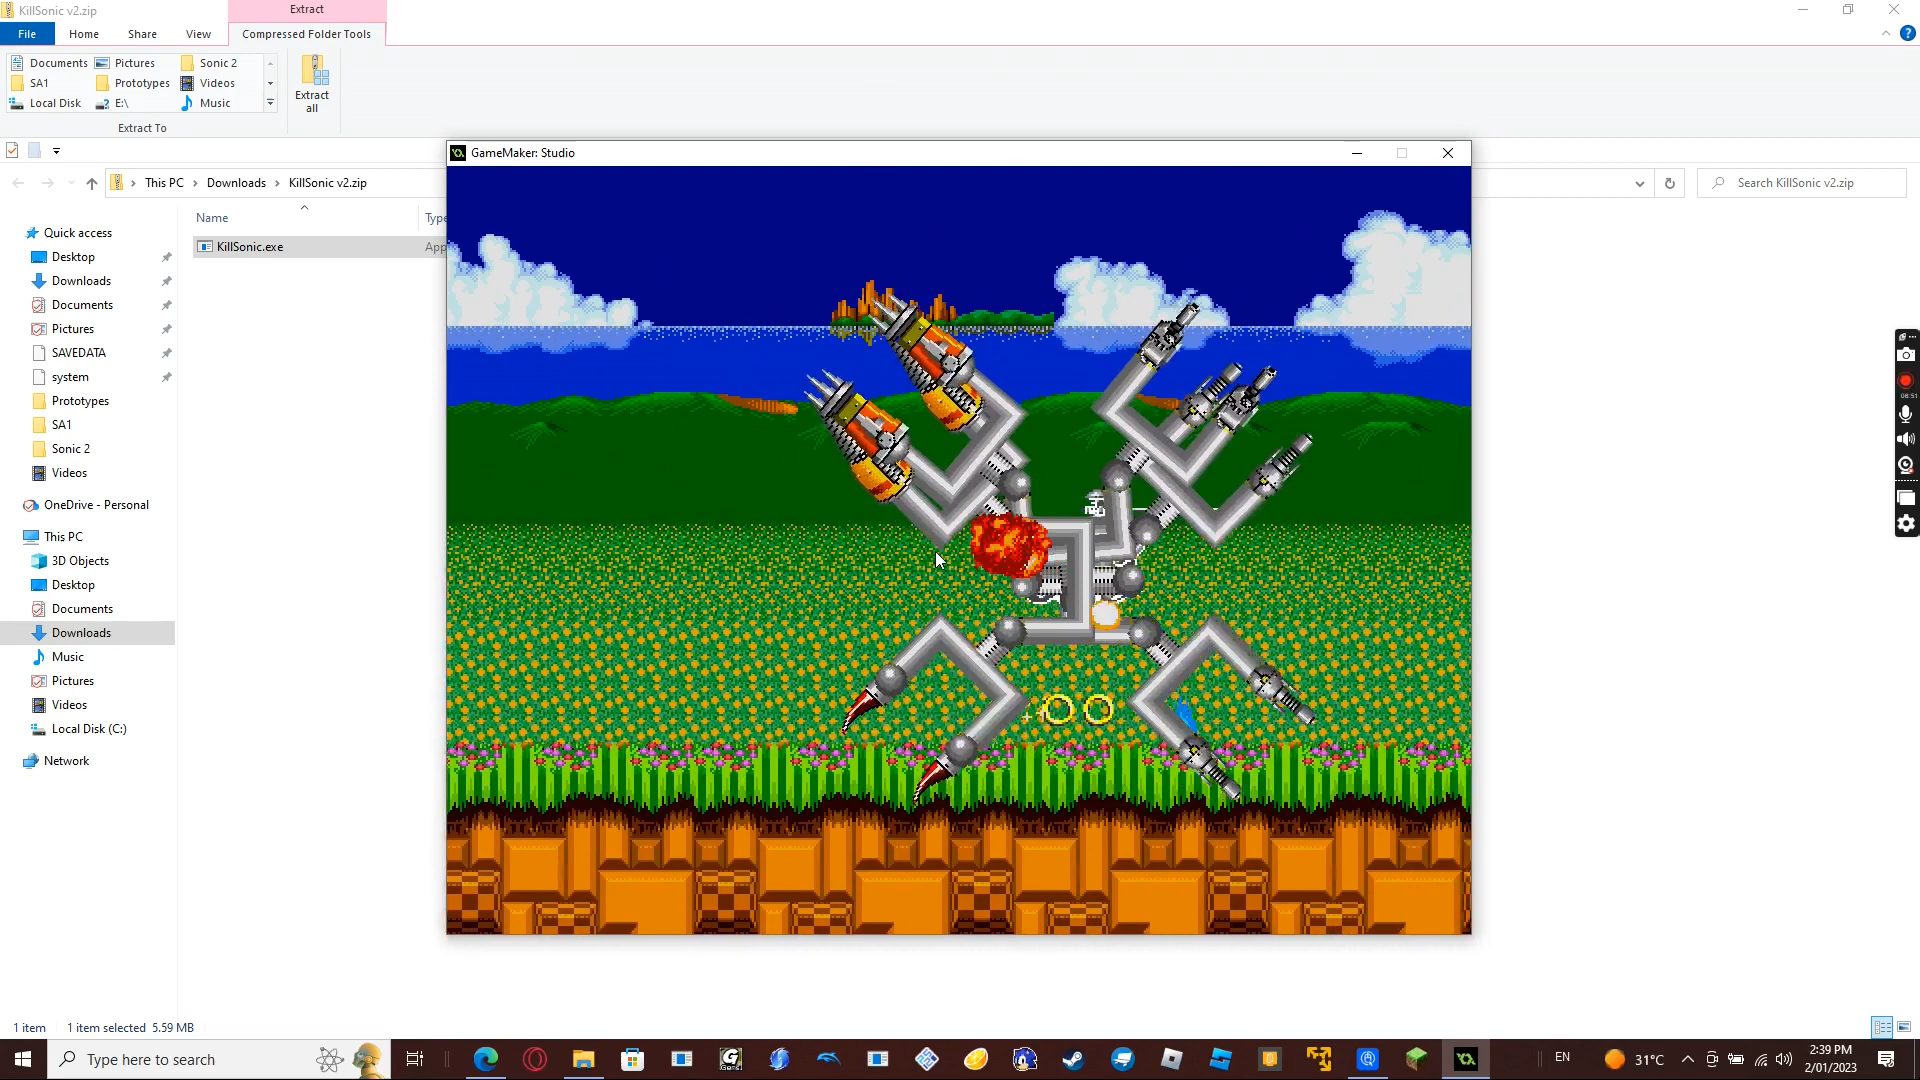 KillSonic v2.zip
Extract
File
Home
Share
View
Compressed Folder Tools
Documents
Pictures
Sonic 2
SA1
Prototypes
Videos
Local Disk
E:\
Music
Extract To
Extract
all
GameMaker: Studio
This PC > Downloads > KillSonic v2.zip
Search KillSonic v2.zip
Name
Type
KillSonic.exe
App
Quick access
Desktop
Downloads
Documents
Pictures
SAVEDATA
system
Prototypes
SA1
Sonic 2
Videos
OneDrive - Personal
This PC
3D Objects
Desktop
Documents
Downloads
Music
Pictures
Videos
Local Disk (C:)
Network
06:51
1 item
1 item selected 5.59 MB
Type here to search
EN
31°C
2:39 PM
2/01/2023